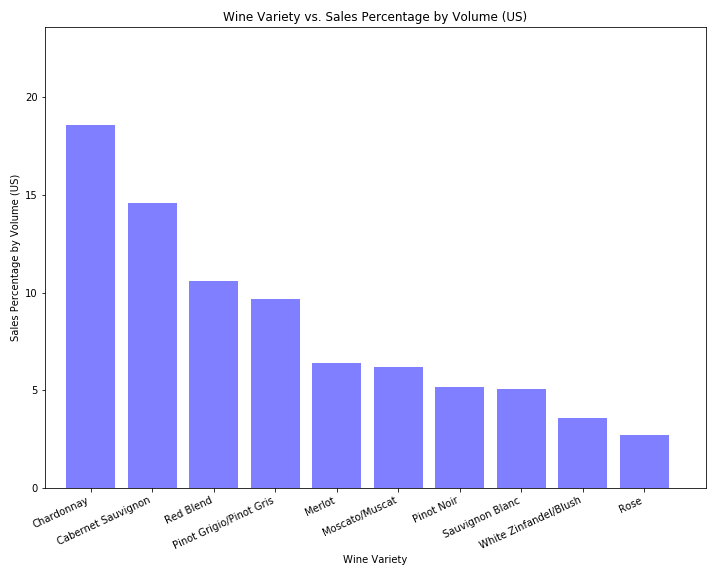 Wine Variety vs. Sales Percentage by Volume (US)
Sales Percentage by Volume (US)
20
15
10
5
0
Chardonnay
Cabernet Sauvignon
Red Blend
Pinot Grigio/Pinot Gris
Merlot
Moscato/Muscat
Pinot Noir
Sauvignon Blanc
White Zinfandel/Blush
Rose
Wine Variety